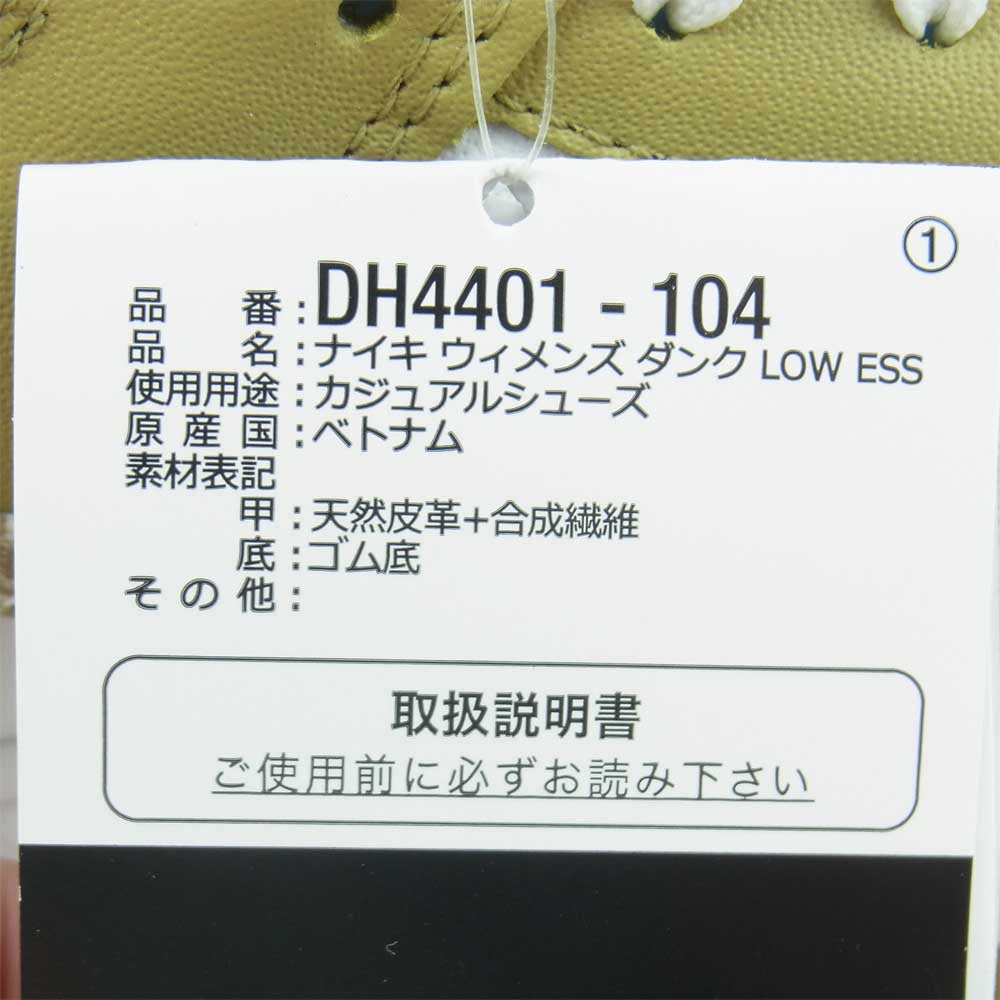 ①
品番:DH4401 - 104
品名:ナイキ ウィメンズ ダンク LOW ESS
使用用途:カジュアルシューズ
原産国:ベトナム
素材表記
甲:天然皮革+合成繊維
底:ゴム底
その他:
取扱説明書
ご使用前に必ずお読み下さい